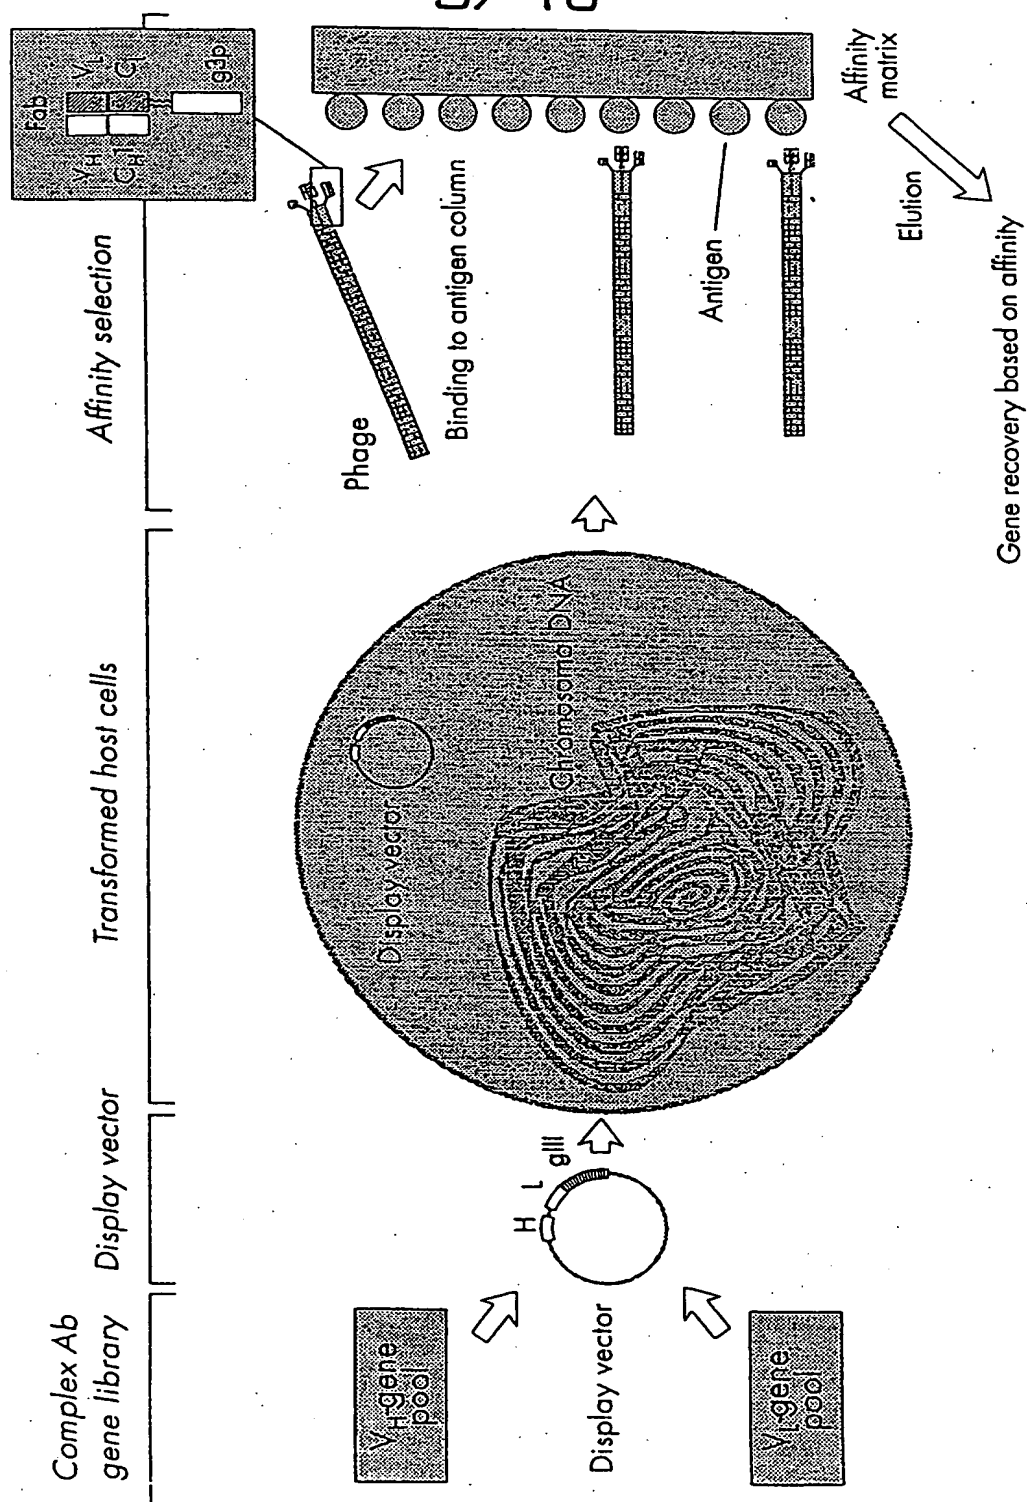 Complex Ab
gene library
Display vector
Transformed host cells
Affinity selection
VH-gene
pool
Display vector
VL-gene
pool
H
L
gIII
Display vector
Chromosomal DNA
Phage
Binding to antigen column
Fab
VH
VL
CH1
CL
g3p
Antigen
Affinity
matrix
Elution
Gene recovery based on affinity